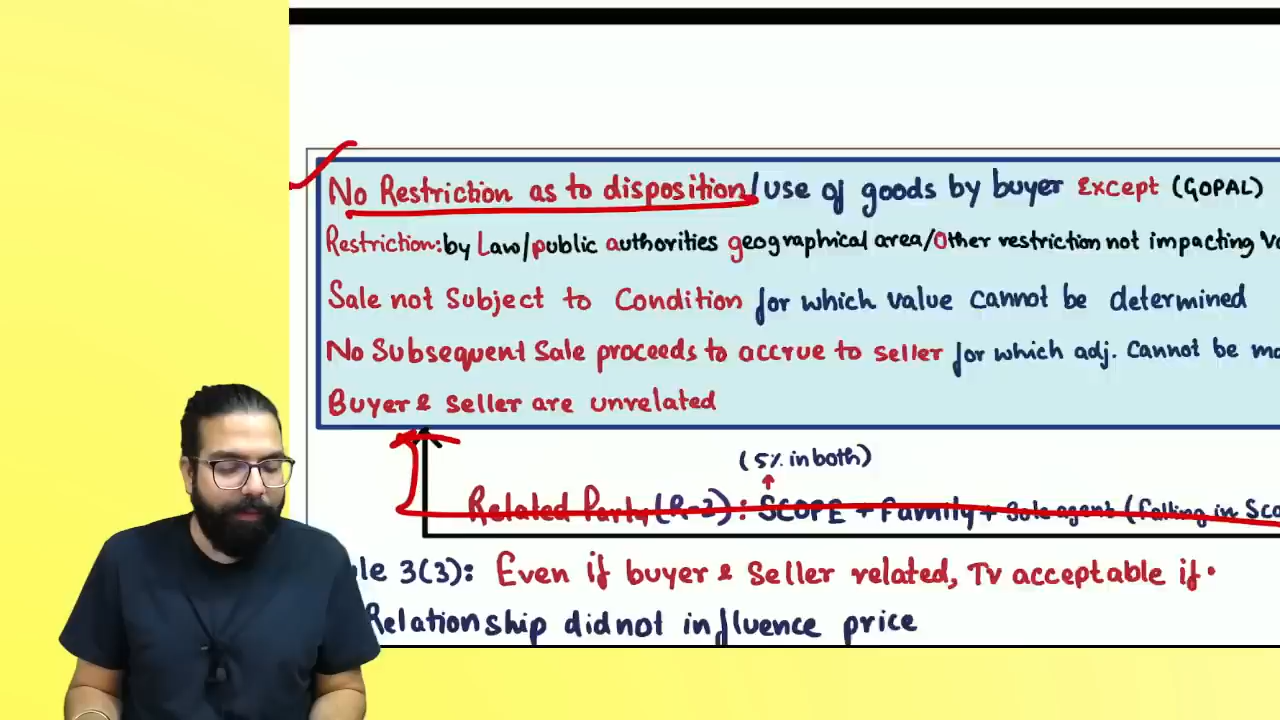 No Restriction as to disposition/use of goods by buyer Except (GOPAL)
Restriction: by Law/public authorities geographical area/Other restriction not impacting
Sale not Subject to Condition for which value cannot be determined
No Subsequent Sale proceeds to accrue to seller for which adj. Cannot be
Buyer & Seller are unrelated
(5% in both)
Related Party (R-2): SCOPE + Family + Sole agent (falling in
3(3): Even if buyer & Seller related, TV acceptable if
Relationship did not influence price